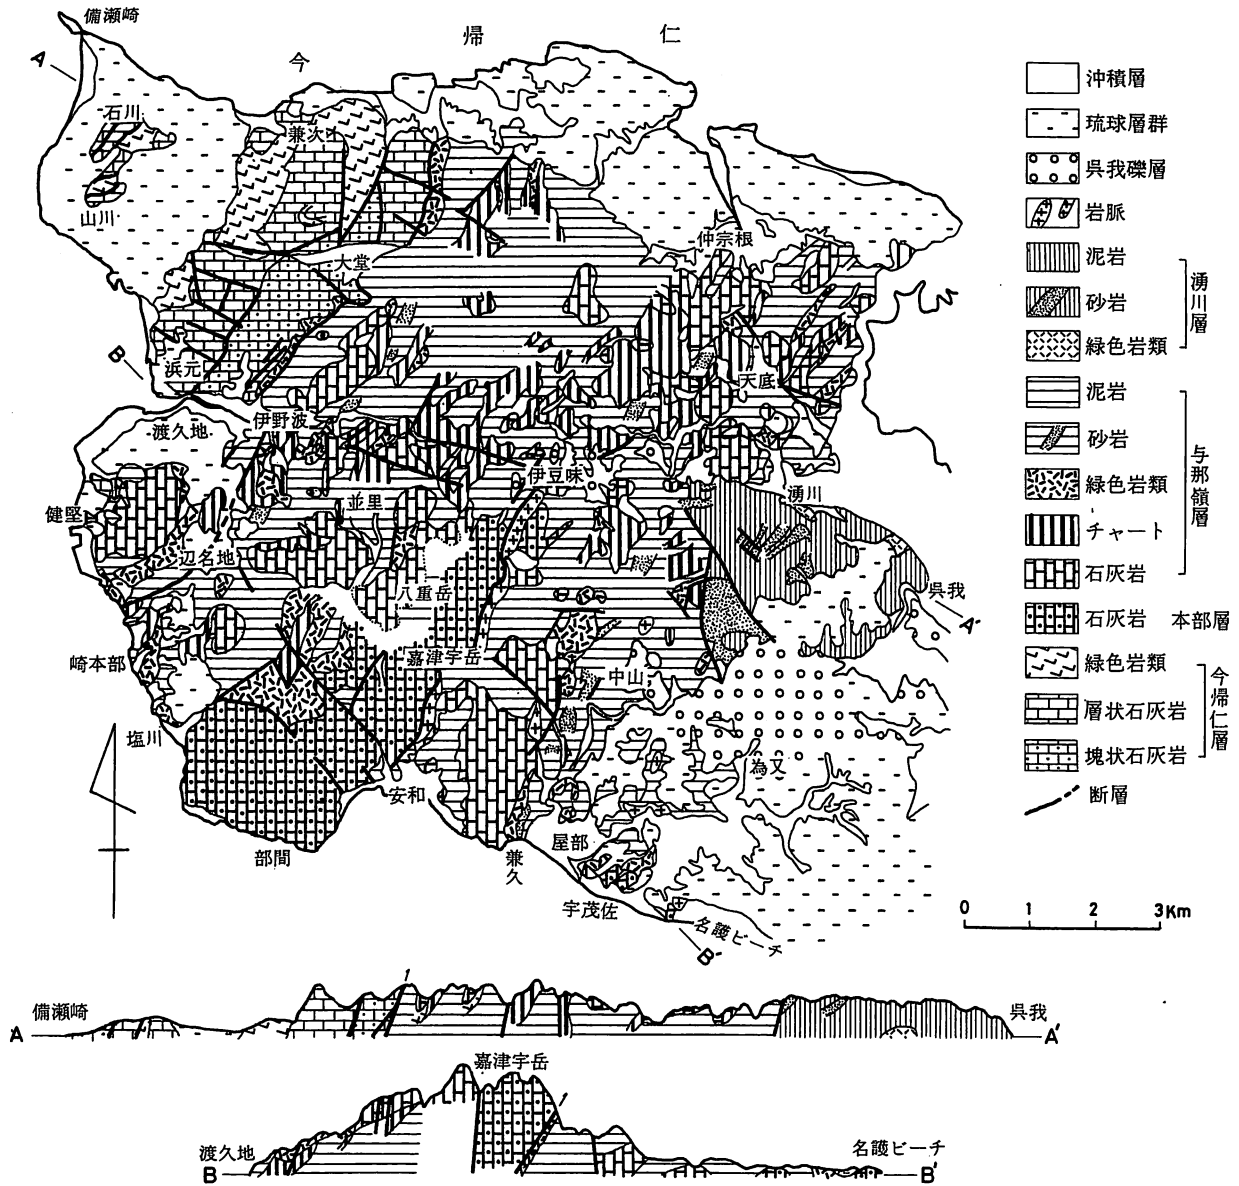 備瀬崎
今帰仁
A
石川
兼次
山川
仲宗根
大堂
B
浜元
天底
伊野波
渡久地
伊豆味
湧川
並里
健堅
辺名地
八重岳
呉我
A'
嘉津宇岳
崎本部
中山
塩川
為又
安和
部間
兼久
屋部
宇茂佐
名護ビーチ
B'
沖積層
琉球層群
呉我礫層
岩脈
泥岩
砂岩
緑色岩類
湧川層
泥岩
砂岩
緑色岩類
チャート
石灰岩
与那嶺層
石灰岩 本部層
緑色岩類
層状石灰岩
塊状石灰岩
今帰仁層
断層
0 1 2 3Km
備瀬崎
1
呉我
A
A'
嘉津宇岳
1
渡久地
名護ビーチ
B
B'